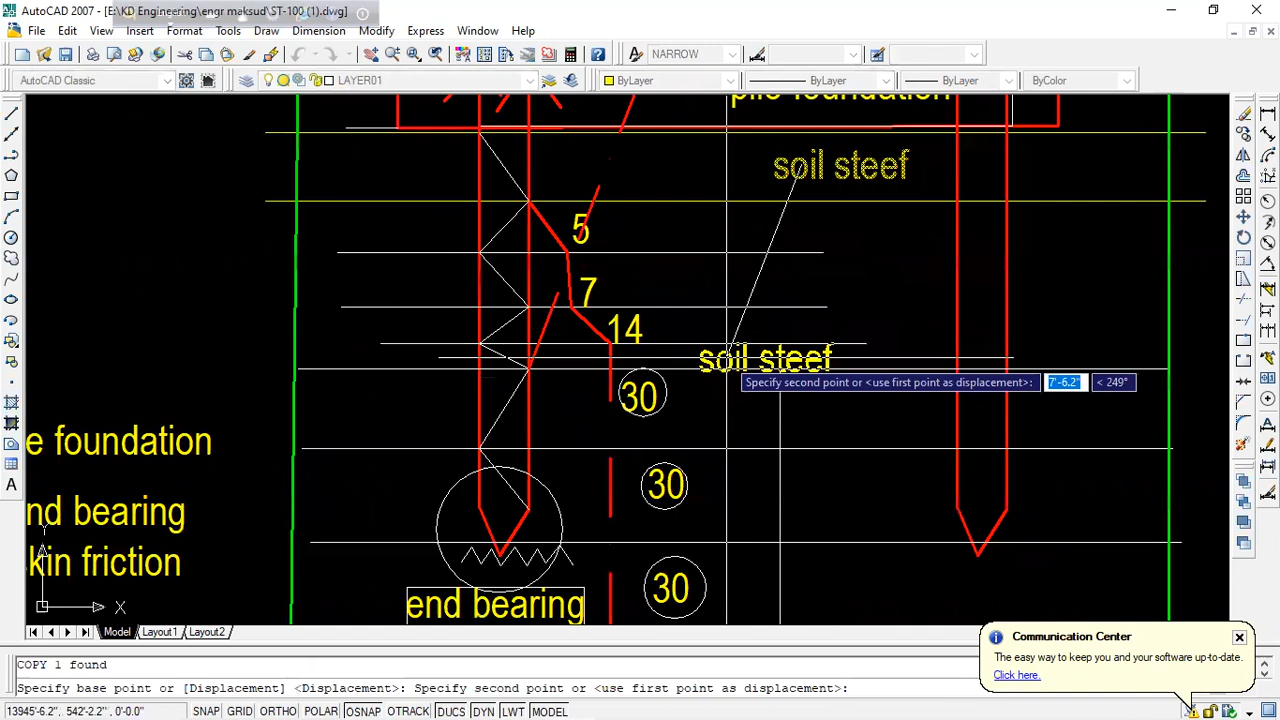 AutoCAD 2007 - [E:\KD Engineering\engr maksud\ST-100 (1).dwg]
File Edit View Insert Format Tools Draw Dimension Modify Express Window Help
NARROW
AutoCAD Classic LAYER01 ByLayer ByLayer ByLayer ByColor
pile foundation
soil steef
5
7
14
soil steef
Specify second point or <use first point as displacement>: 7'-6.2" < 249°
30
e foundation
30
nd bearing
kin friction
30
end bearing
Y
X
Model Layout1 Layout2
Communication Center
The easy way to keep you and your software up-to-date.
Click here.
COPY 1 found
Specify base point or [Displacement] <Displacement>: Specify second point or <use first point as displacement>:
13945'-6.2", 542'-2.2", 0'-0.0" SNAP GRID ORTHO POLAR OSNAP OTRACK DUCS DYN LWT MODEL